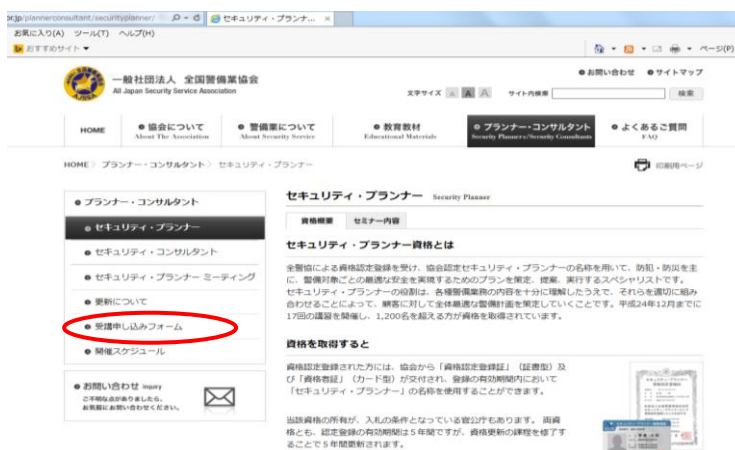 or.jp/plannerconsultant/securityplanner/
セキュリティ・プランナ... ×
お気に入り(A) ツール(T) ヘルプ(H)
おすすめサイト ▼
ページ(P)
一般社団法人 全国警備業協会
All Japan Security Service Association
●お問い合わせ ●サイトマップ
文字サイズ A A A サイト内検索 検索
HOME
● 協会について
About The Association
● 警備業について
About Security Service
● 教育教材
Educational Materials
● プランナー・コンサルタント
Security Planners/Security Consultants
● よくあるご質問
FAQ
HOME〉 プランナー・コンサルタント〉 セキュリティ・プランナー
印刷用ページ
● プランナー・コンサルタント
● セキュリティ・プランナー
● セキュリティ・コンサルタント
● セキュリティ・プランナー ミーティング
● 更新について
● 受講申し込みフォーム
● 開催スケジュール
● お問い合わせ inquiry
ご不明な点がありましたら、
お気軽にお問い合わせください。
セキュリティ・プランナー Security Planner
資格概要 セミナー内容
セキュリティ・プランナー資格とは
全警協による資格認定登録を受け、協会認定セキュリティ・プランナーの名称を用いて、防犯・防災を主
に、警備対象ごとの最適な安全を実現するためのプランを策定、提案、実行するスペシャリストです。
セキュリティ・プランナーの役割は、各種警備業務の内容を十分に理解したうえで、それらを適切に組み
合わせることによって、顧客に対して全体最適な警備計画を策定していくことです。平成24年12月までに
17回の講習を開催し、1,200名を超える方が資格を取得されています。
資格を取得すると
資格認定登録された方には、協会から「資格認定登録証」（証書型）及
び「資格者証」（カード型）が交付され、登録の有効期間内において
「セキュリティ・プランナー」の名称を使用することができます。
当該資格の所有が、入札の条件となっている官公庁もあります。 両資
格とも、認定登録の有効期間は5年間ですが、資格更新の課程を修了す
ることで5年間更新されます。